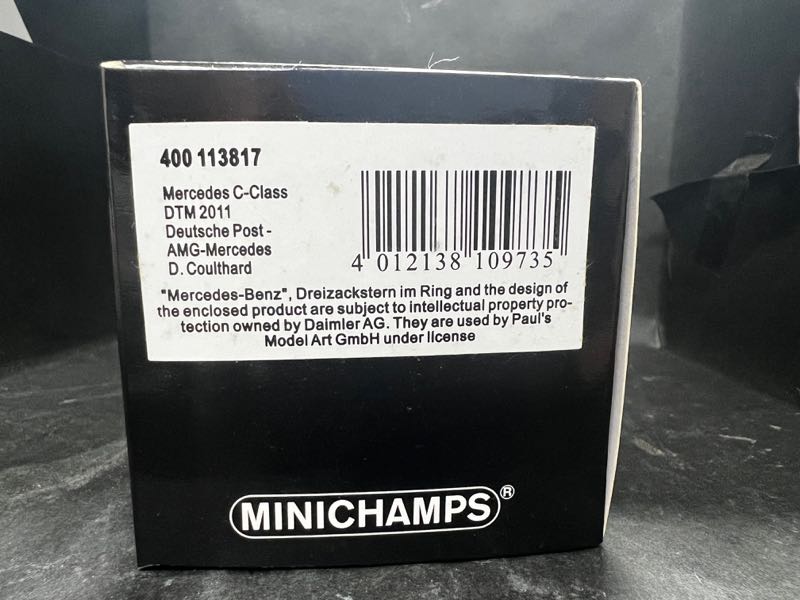 400 113817
Mercedes C-Class
DTM 2011
Deutsche Post -
AMG-Mercedes
D. Coulthard
4 012138 109735
"Mercedes-Benz", Dreizackstern im Ring and the design of
the enclosed product are subject to intellectual property pro-
tection owned by Daimler AG. They are used by Paul's
Model Art GmbH under license
MINICHAMPS®